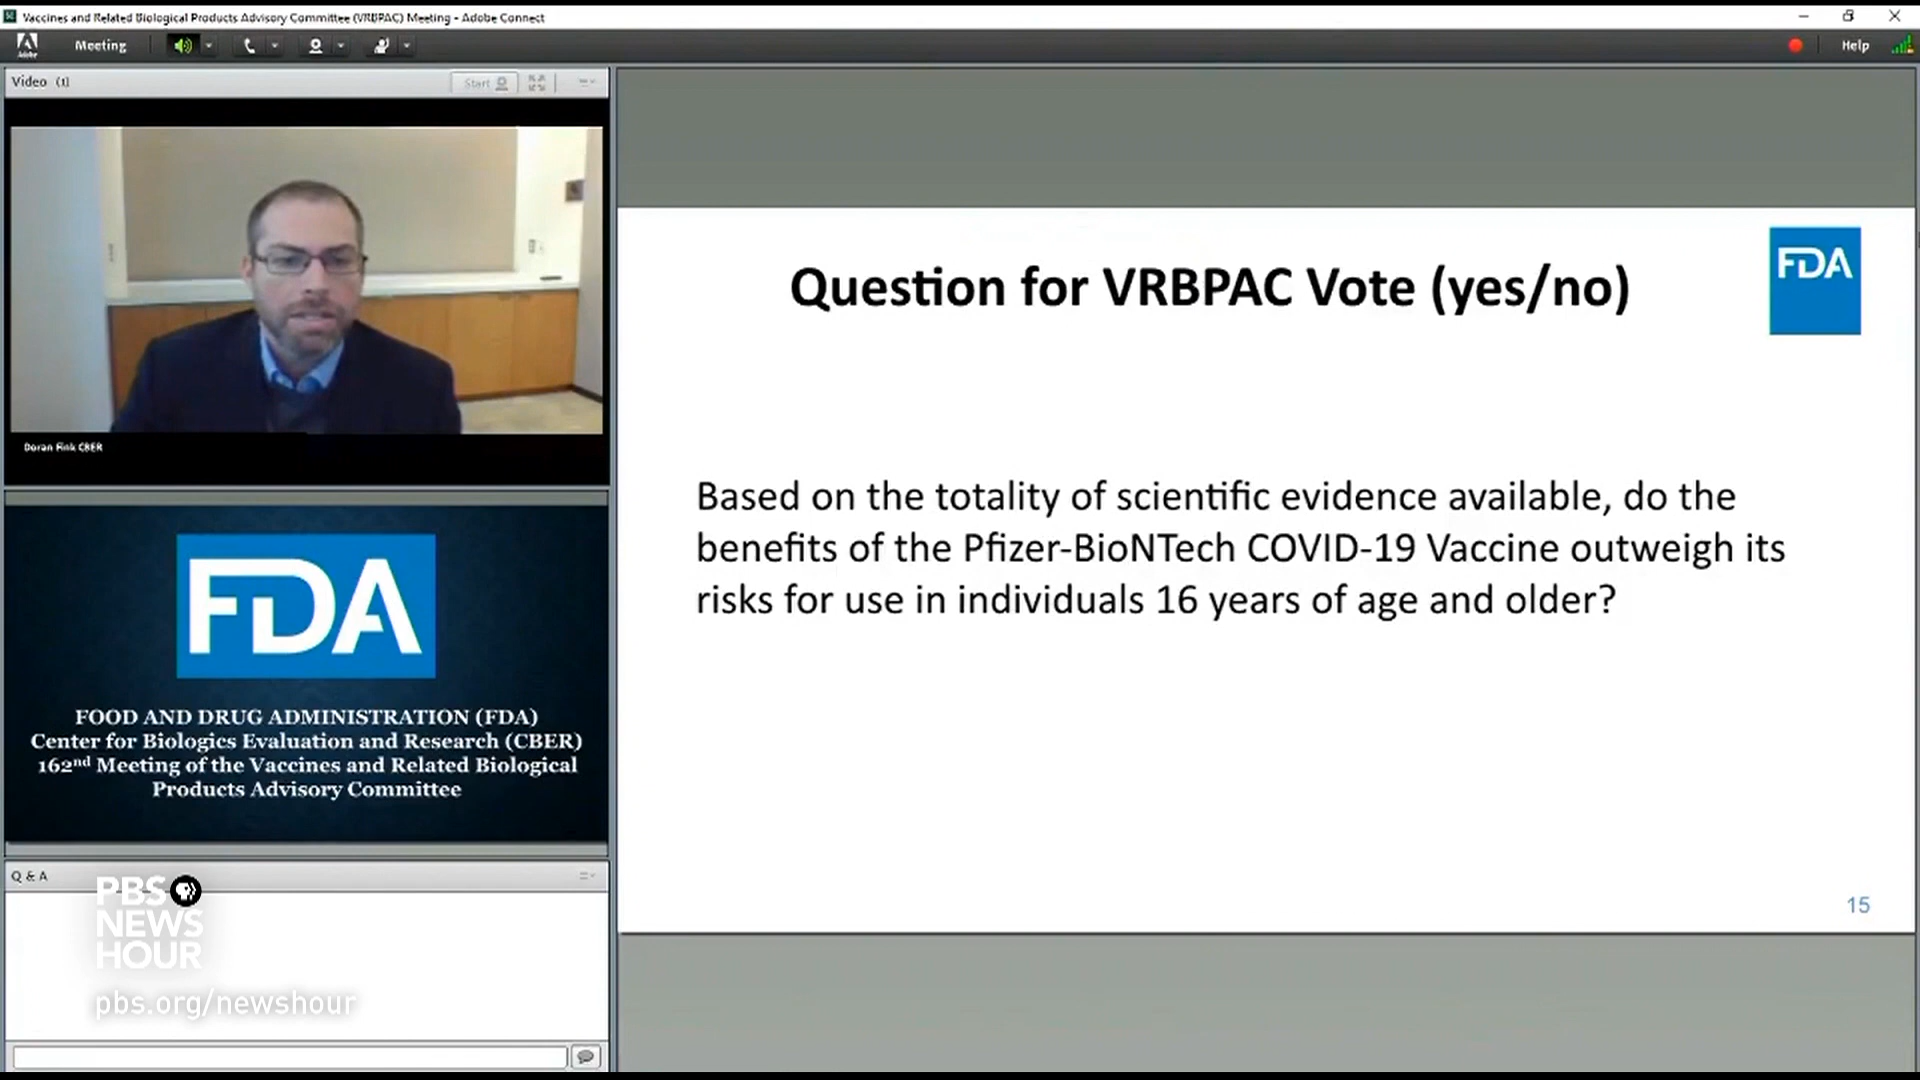 Vaccines and Related Biological Products Advisory Committee (VRBPAC) Meeting - Adobe Connect
Adobe
Meeting
Help
Video (1)
Start
Doran Fink CBER
FDA
FOOD AND DRUG ADMINISTRATION (FDA)
Center for Biologics Evaluation and Research (CBER)
162nd Meeting of the Vaccines and Related Biological
Products Advisory Committee
Q & A
PBS
NEWS
HOUR
pbs.org/newshour
Question for VRBPAC Vote (yes/no)
FDA
Based on the totality of scientific evidence available, do the
benefits of the Pfizer-BioNTech COVID-19 Vaccine outweigh its
risks for use in individuals 16 years of age and older?
15